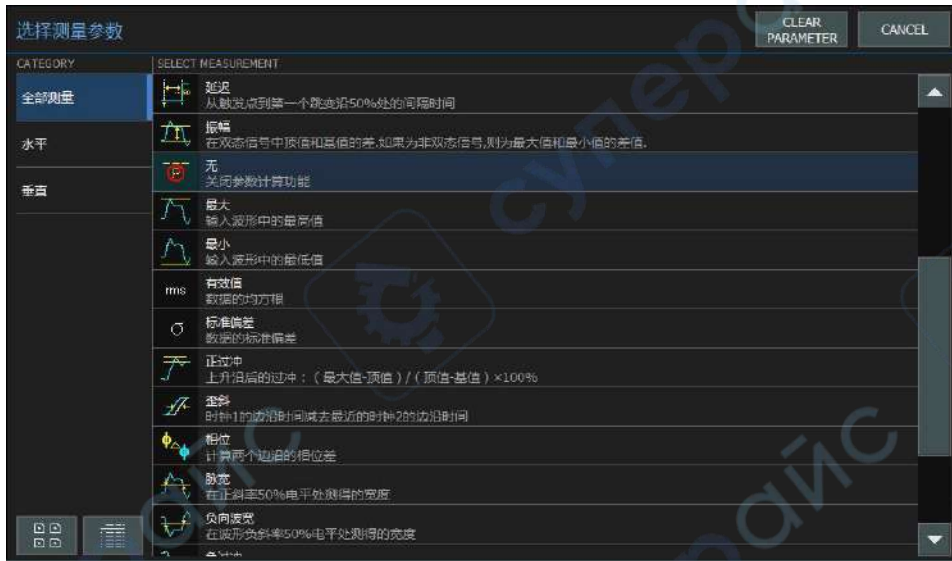 选择测量参数
CLEAR
PARAMETER
CANCEL
CATEGORY
SELECT MEASUREMENT
全部测量
水平
垂直
延迟
从触发点到第一个跳变沿50%处的间隔时间
振幅
在双态信号中顶值和基值的差.如果为非双态信号,则为最大值和最小值的差值.
无
关闭参数计算功能
最大
输入波形中的最高值
最小
输入波形中的最低值
rms
有效值
数据的均方根
σ
标准偏差
数据的标准偏差
正过冲
上升沿后的过冲:(最大值-顶值)/(顶值-基值)×100%
歪斜
时钟1的边沿时间减去最近的时钟2的边沿时间
相位
计算两个边沿的相位差
脉宽
在正斜率50%电平处测得的宽度
负向波宽
在波形负斜率50%电平处测得的宽度
супер
прайс
прайс